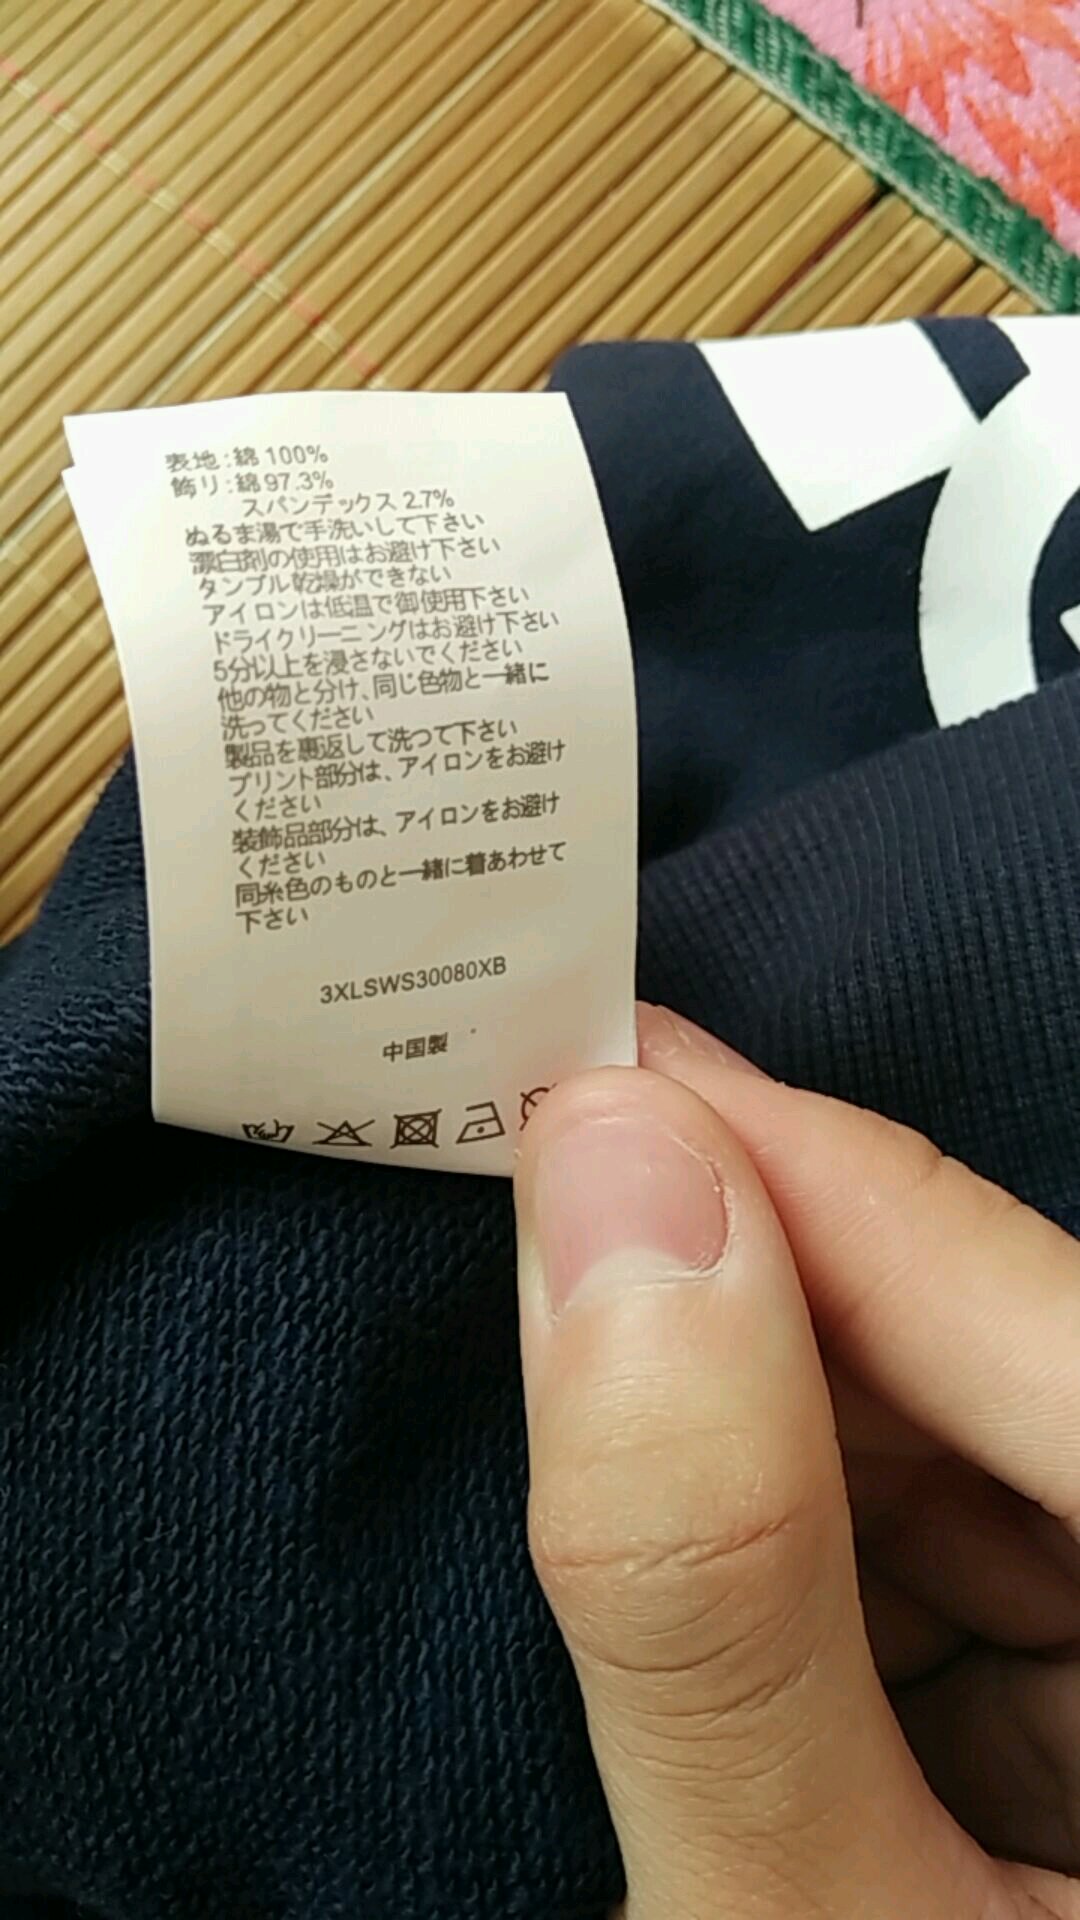 表地:綿 100%
飾り:綿 97.3%
スパンデックス 2.7%
ぬるま湯で手洗いして下さい
漂白剤の使用はお避け下さい
タンブル乾燥ができない
アイロンは低温で御使用下さい
ドライクリーニングはお避け下さい
5分以上を浸さないでください
他の物と分け、同じ色物と一緒に
洗ってください
製品を裏返して洗つて下さい
プリント部分は、アイロンをお避け
ください
装飾品部分は、アイロンをお避け
ください
同糸色のものと一緒に着あわせて
下さい
3XLSWS30080XB
中国製